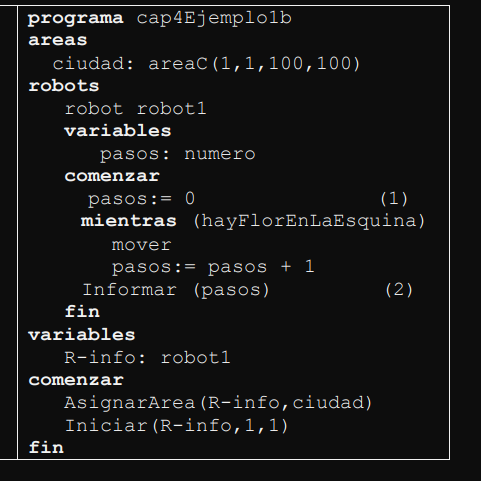 programa cap4Ejemplo1b
areas
ciudad: areaC(1,1,100,100)
robots
robot robot1
variables
pasos: numero
comenzar
pasos:= 0 (1)
mientras (hayFlorEnLaEsquina)
mover
pasos:= pasos + 1
Informar (pasos) (2)
fin
variables
R-info: robot1
comenzar
AsignarArea(R-info,ciudad)
Iniciar(R-info,1,1)
fin